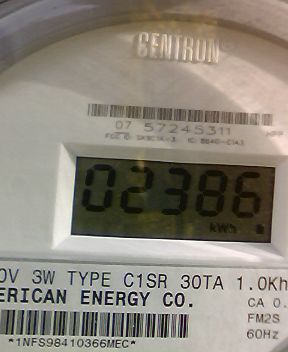 CENTRON®
07 57245311
02386
kWh
0V 3W TYPE C1SR 30TA 1.0Kh
ERICAN ENERGY CO.
CA 0.
FM2S
60Hz
*1NFS98410366MEC*